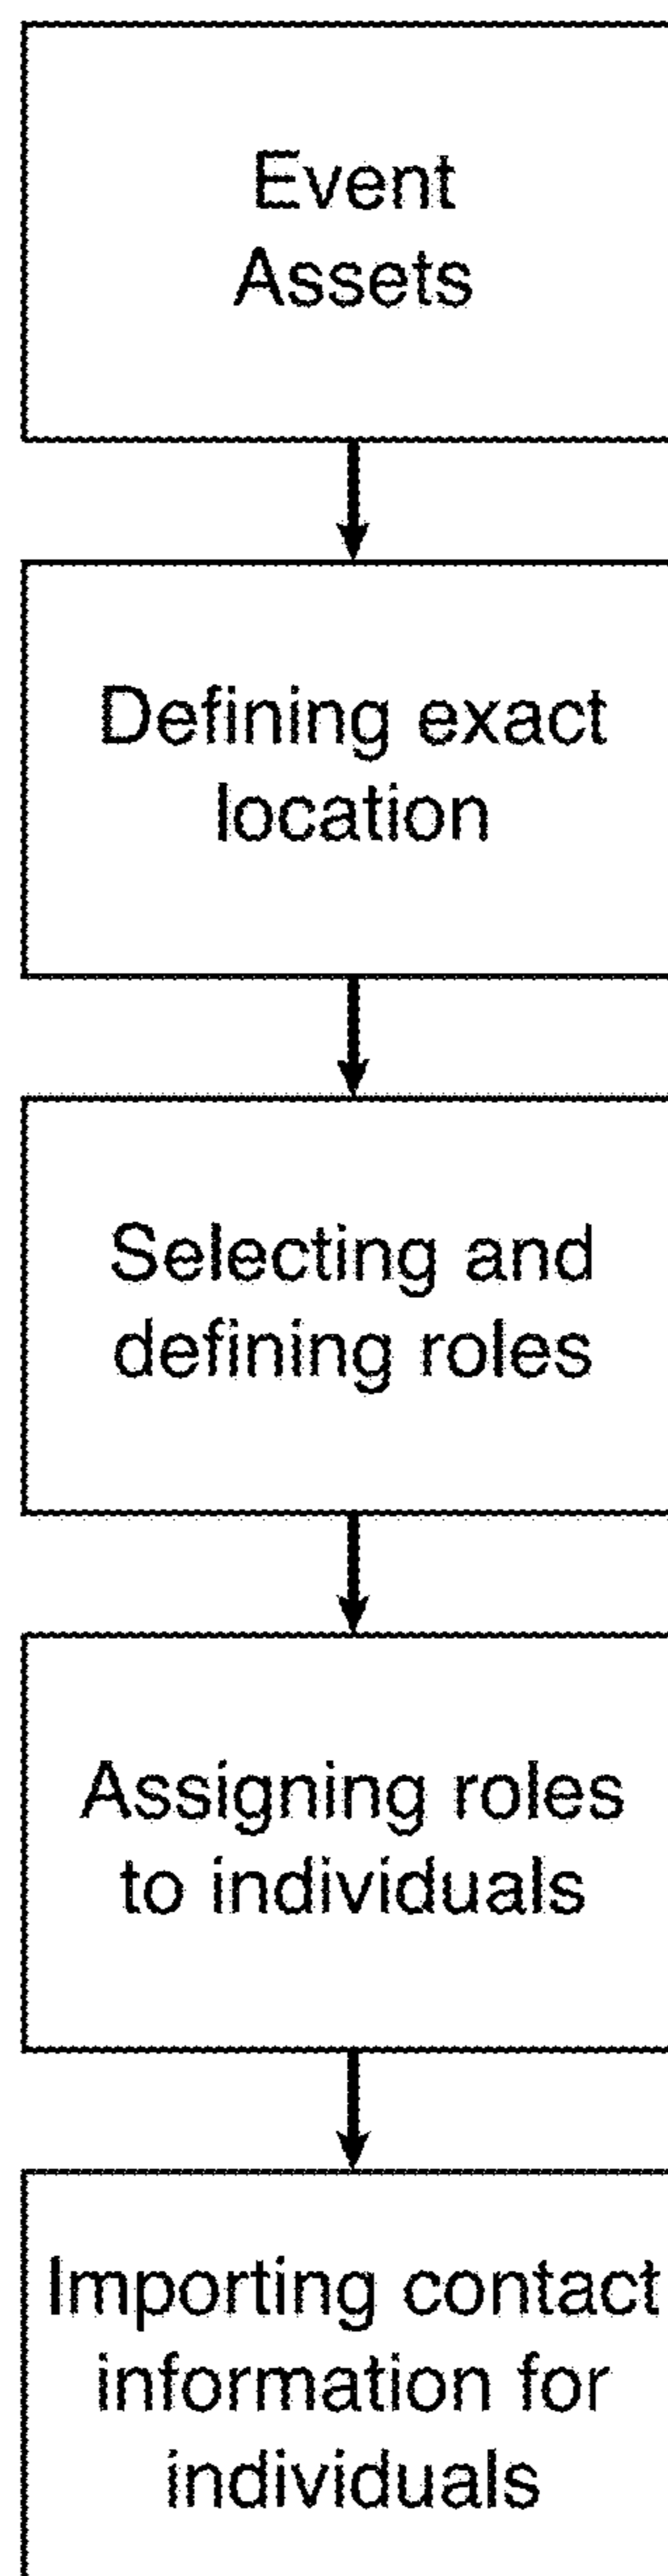 Event
Assets
Defining exact
location
Selecting and
defining roles
Assigning roles
to individuals
Importing contact
information for
individuals